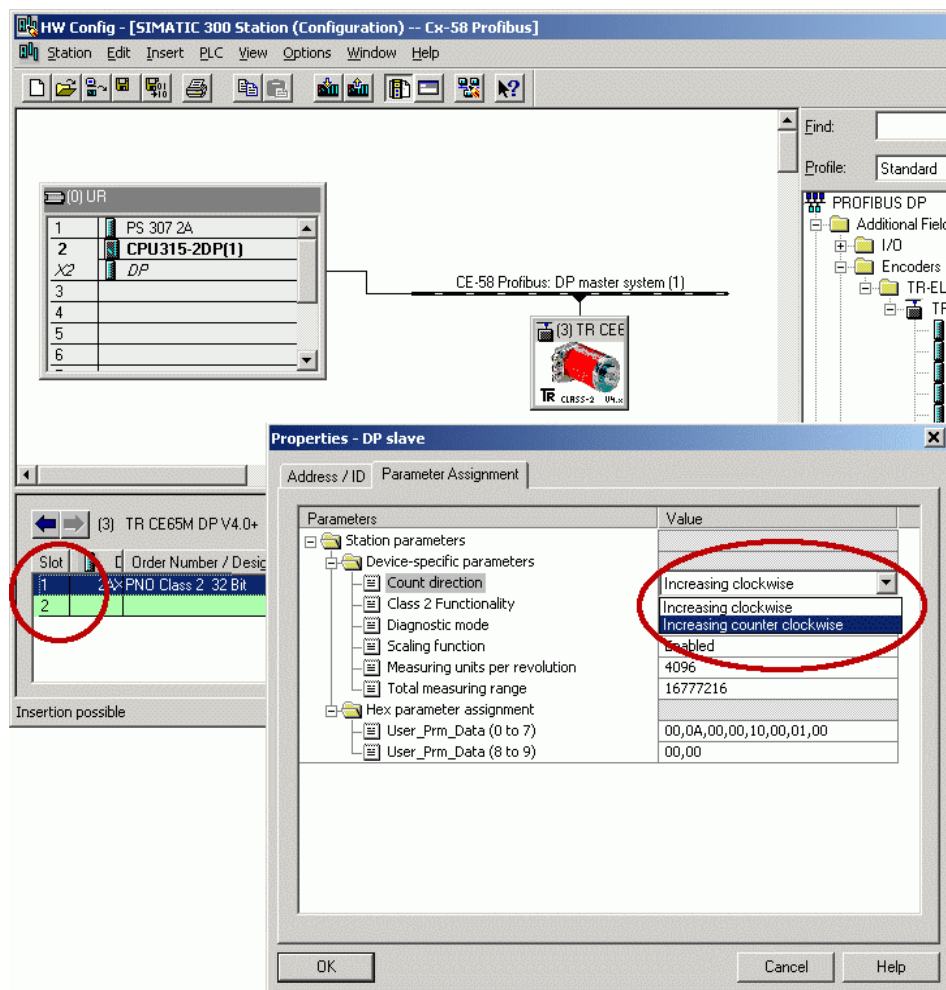 HW Config - [SIMATIC 300 Station (Configuration) -- Cx-58 Profibus]
Station Edit Insert PLC View Options Window Help
Find:
Profile: Standard
(0) UR
1 PS 307 2A
2 CPU315-2DP(1)
X2 DP
3
4
5
6
CE-58 Profibus: DP master system (1)
(3) TR CE6
TR CLASS-2 V4.x
PROFIBUS DP
Additional Field
I/O
Encoders
TR-EL
TR
(3) TR CE65M DP V4.0+
Slot D Order Number / Desig
1 2AX PNO Class 2 32 Bit
2
Insertion possible
Properties - DP slave
Address / ID Parameter Assignment
Parameters Value
Station parameters
Device-specific parameters
Count direction Increasing clockwise
Increasing clockwise
Class 2 Functionality
Increasing counter clockwise
Diagnostic mode
Scaling function Enabled
Measuring units per revolution 4096
Total measuring range 16777216
Hex parameter assignment
User_Prm_Data (0 to 7) 00,0A,00,00,10,00,01,00
User_Prm_Data (8 to 9) 00,00
OK Cancel Help